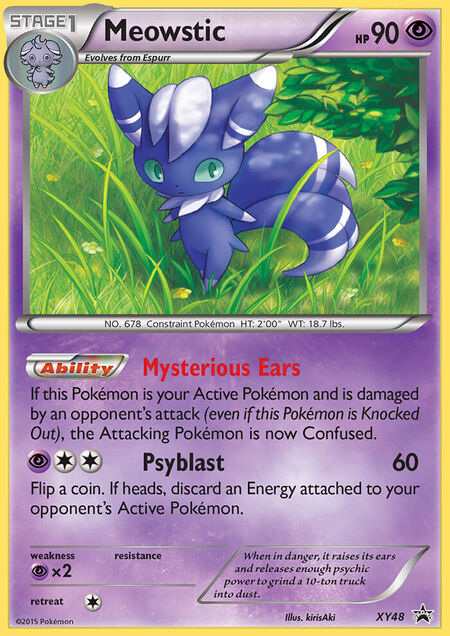 STAGE1
Meowstic
HP 90
Evolves from Espurr
NO. 678 Constraint Pokémon HT: 2'00" WT: 18.7 lbs.
Ability Mysterious Ears
If this Pokémon is your Active Pokémon and is damaged
by an opponent's attack (even if this Pokémon is Knocked
Out), the Attacking Pokémon is now Confused.
Psyblast 60
Flip a coin. If heads, discard an Energy attached to your
opponent's Active Pokémon.
weakness resistance
×2
retreat
When in danger, it raises its ears
and releases enough psychic
power to grind a 10-ton truck
into dust.
©2015 Pokémon Illus. kirisAki XY48